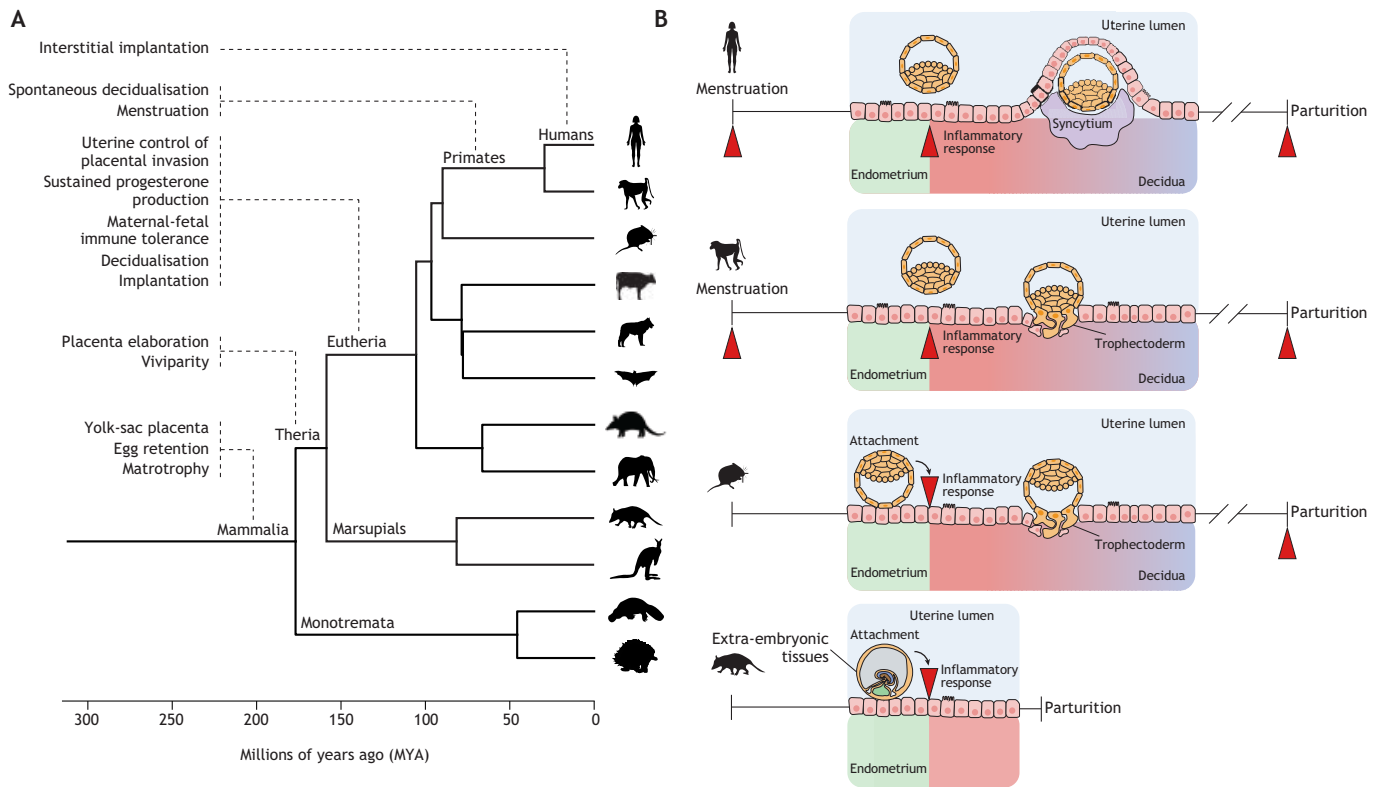 A
Interstitial implantation
Spontaneous decidualisation
Menstruation
Uterine control of
placental invasion
Sustained progesterone
production
Maternal-fetal
immune tolerance
Decidualisation
Implantation
Placenta elaboration
Viviparity
Yolk-sac placenta
Egg retention
Matrotrophy
Humans
Primates
Eutheria
Theria
Mammalia
Marsupials
Monotremata
300 250 200 150 100 50 0
Millions of years ago (MYA)
B
Uterine lumen
Menstruation
Parturition
Syncytium
Inflammatory
response
Endometrium
Decidua
Uterine lumen
Menstruation
Parturition
Inflammatory
response
Trophectoderm
Endometrium
Decidua
Uterine lumen
Attachment
Inflammatory
response
Parturition
Trophectoderm
Endometrium
Decidua
Uterine lumen
Extra-embryonic
tissues
Attachment
Inflammatory
response
Parturition
Endometrium